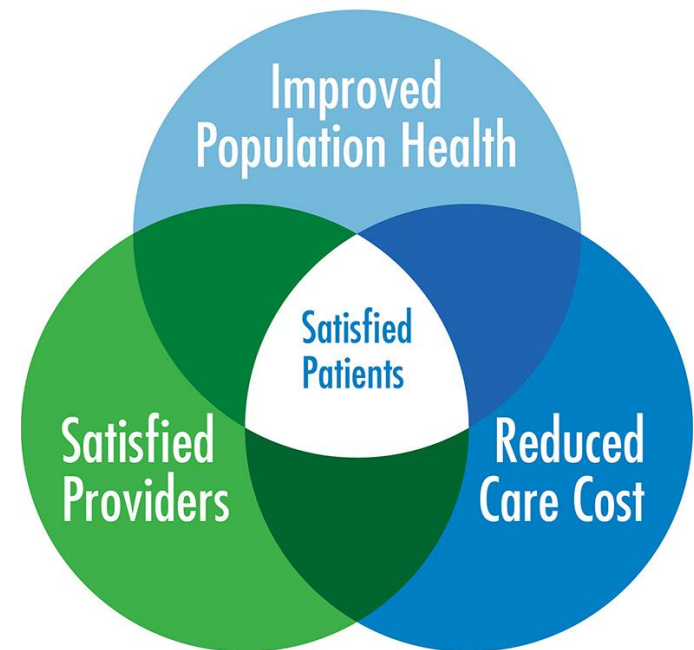 Improved
Population Health
Satisfied
Patients
Satisfied
Providers
Reduced
Care Cost